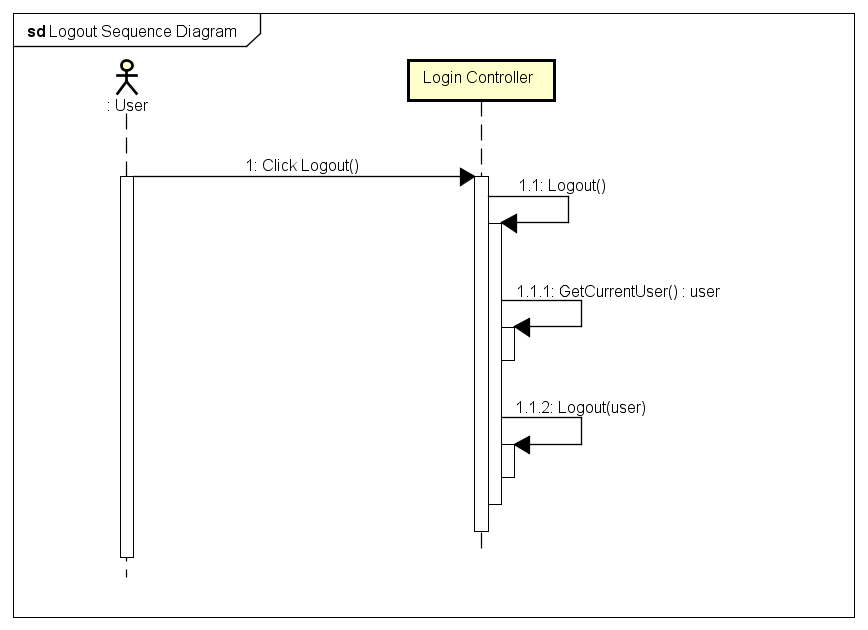 sd Logout Sequence Diagram
: User
Login Controller
1: Click Logout()
1.1: Logout()
1.1.1: GetCurrentUser() : user
1.1.2: Logout(user)